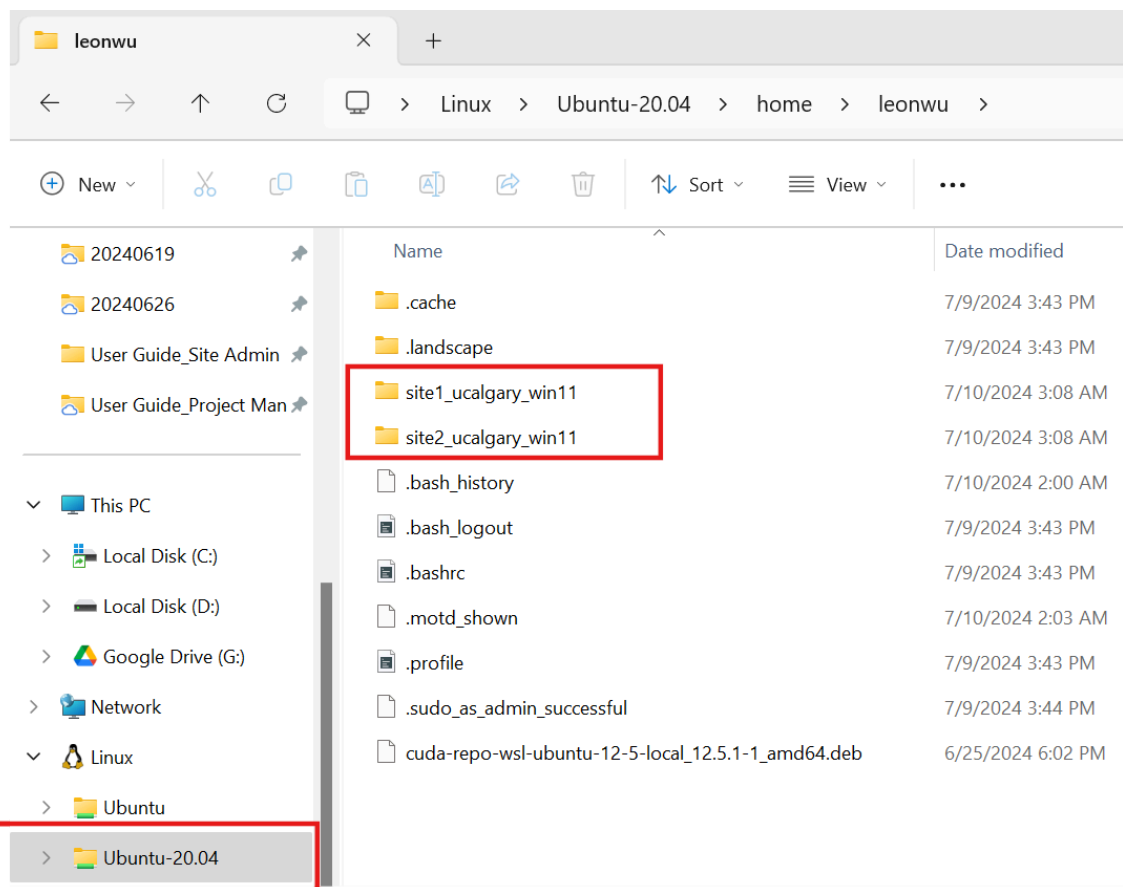 leonwu
Linux > Ubuntu-20.04 > home > leonwu >
New Sort View ...
20240619
20240626
User Guide_Site Admin
User Guide_Project Man
This PC
Local Disk (C:)
Local Disk (D:)
Google Drive (G:)
Network
Linux
Ubuntu
Ubuntu-20.04
Name Date modified
.cache 7/9/2024 3:43 PM
.landscape 7/9/2024 3:43 PM
site1_ucalgary_win11 7/10/2024 3:08 AM
site2_ucalgary_win11 7/10/2024 3:08 AM
.bash_history 7/10/2024 2:00 AM
.bash_logout 7/9/2024 3:43 PM
.bashrc 7/9/2024 3:43 PM
.motd_shown 7/10/2024 2:03 AM
.profile 7/9/2024 3:43 PM
.sudo_as_admin_successful 7/9/2024 3:44 PM
cuda-repo-wsl-ubuntu-12-5-local_12.5.1-1_amd64.deb 6/25/2024 6:02 PM